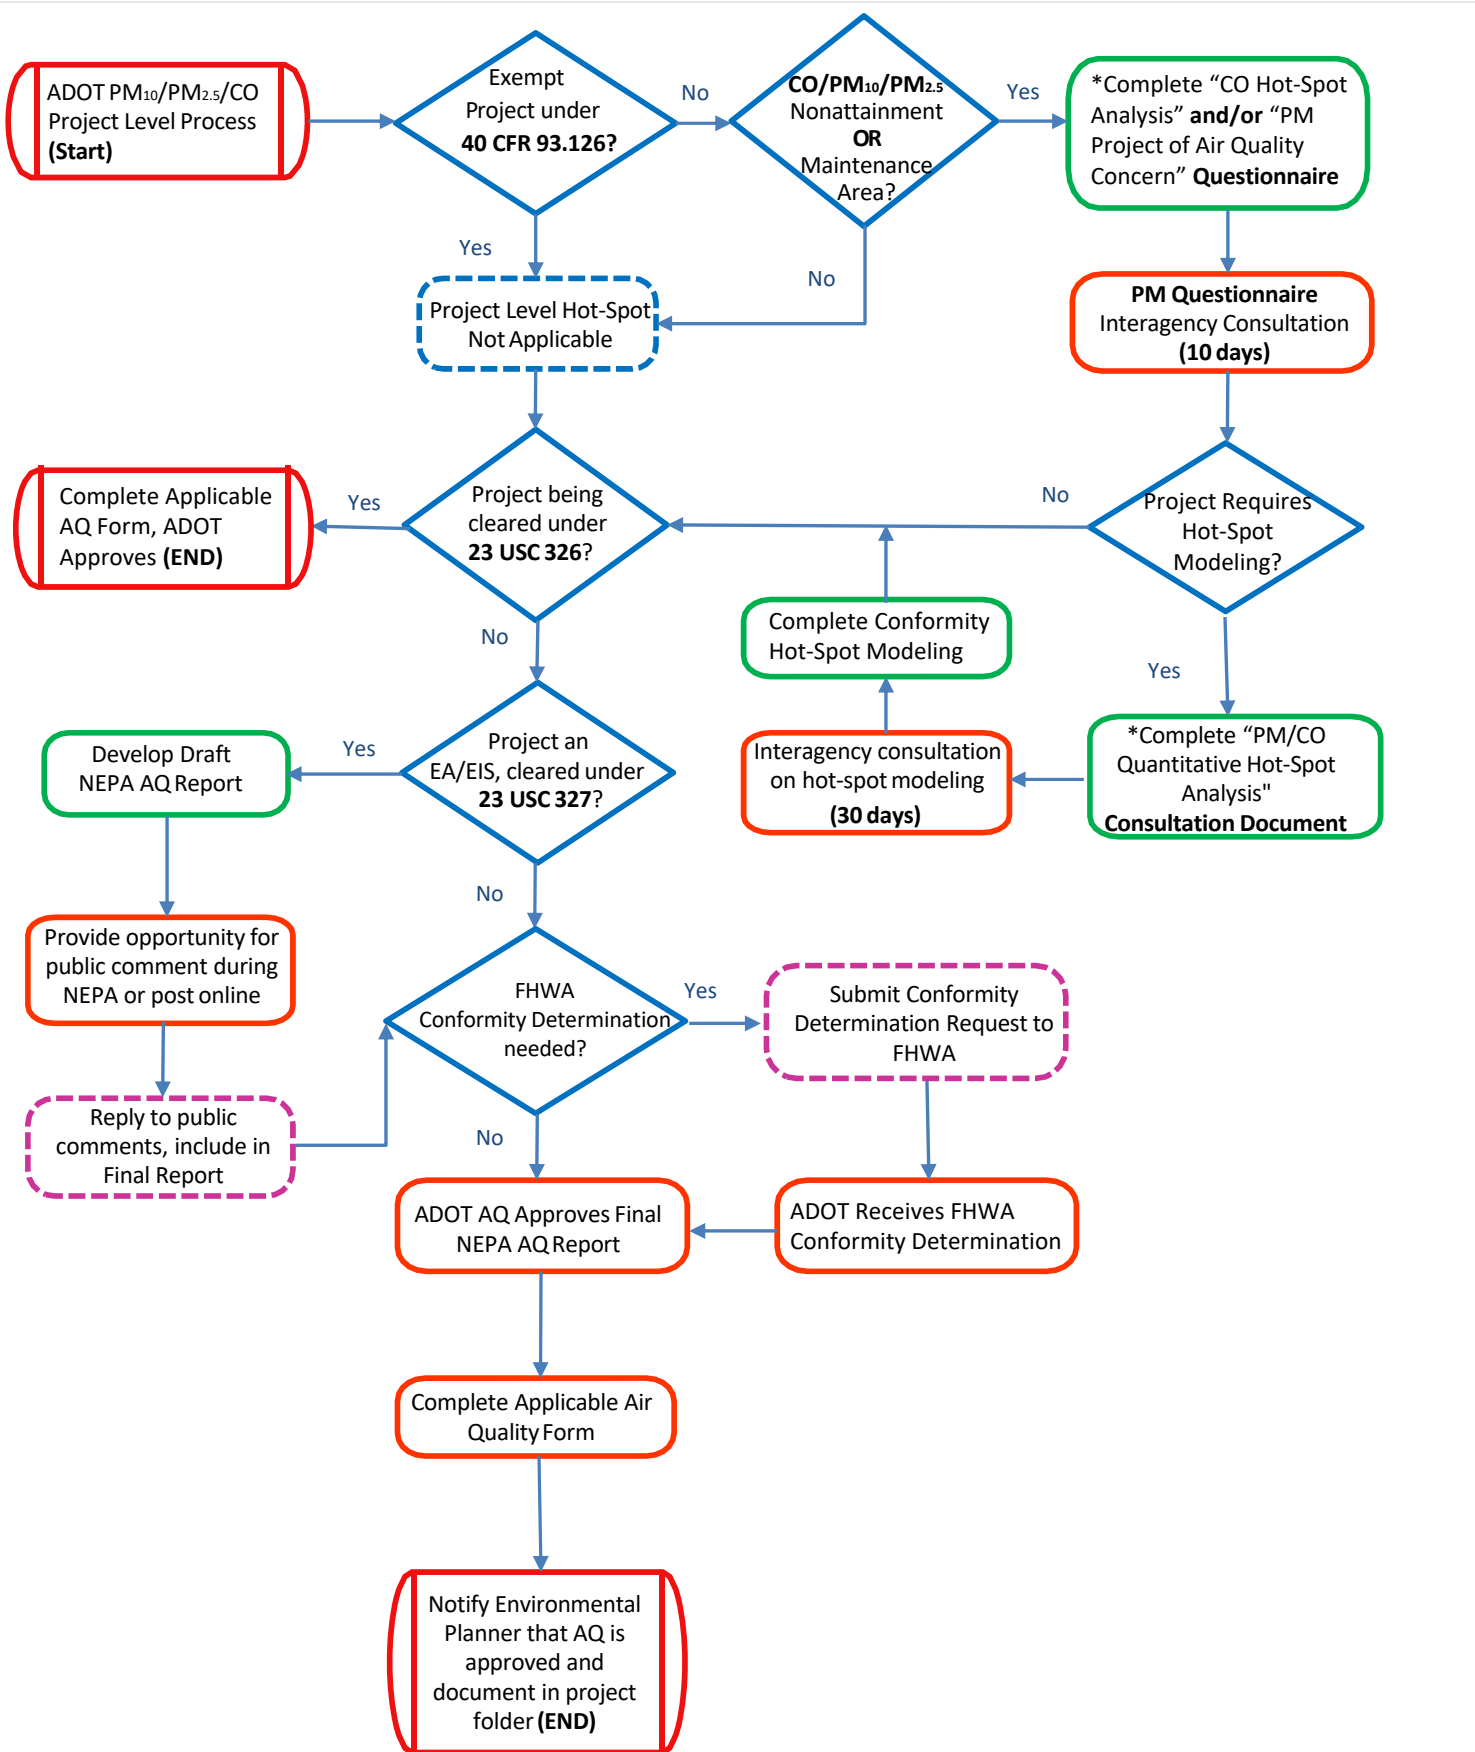 ADOT PM10/PM2.5/CO
Project Level Process
(Start)
Exempt
Project under
40 CFR 93.126?
No
CO/PM10/PM2.5
Nonattainment
OR
Maintenance
Area?
Yes
*Complete “CO Hot-Spot
Analysis” and/or “PM
Project of Air Quality
Concern” Questionnaire
Yes
No
Project Level Hot-Spot
Not Applicable
PM Questionnaire
Interagency Consultation
(10 days)
Complete Applicable
AQ Form, ADOT
Approves (END)
Yes
Project being
cleared under
23 USC 326?
No
Project Requires
Hot-Spot
Modeling?
No
Complete Conformity
Hot-Spot Modeling
Yes
Develop Draft
NEPA AQ Report
Yes
Project an
EA/EIS, cleared under
23 USC 327?
Interagency consultation
on hot-spot modeling
(30 days)
*Complete “PM/CO
Quantitative Hot-Spot
Analysis"
Consultation Document
No
Provide opportunity for
public comment during
NEPA or post online
FHWA
Conformity Determination
needed?
Yes
Submit Conformity
Determination Request to
FHWA
Reply to public
comments, include in
Final Report
No
ADOT AQ Approves Final
NEPA AQ Report
ADOT Receives FHWA
Conformity Determination
Complete Applicable Air
Quality Form
Notify Environmental
Planner that AQ is
approved and
document in project
folder (END)